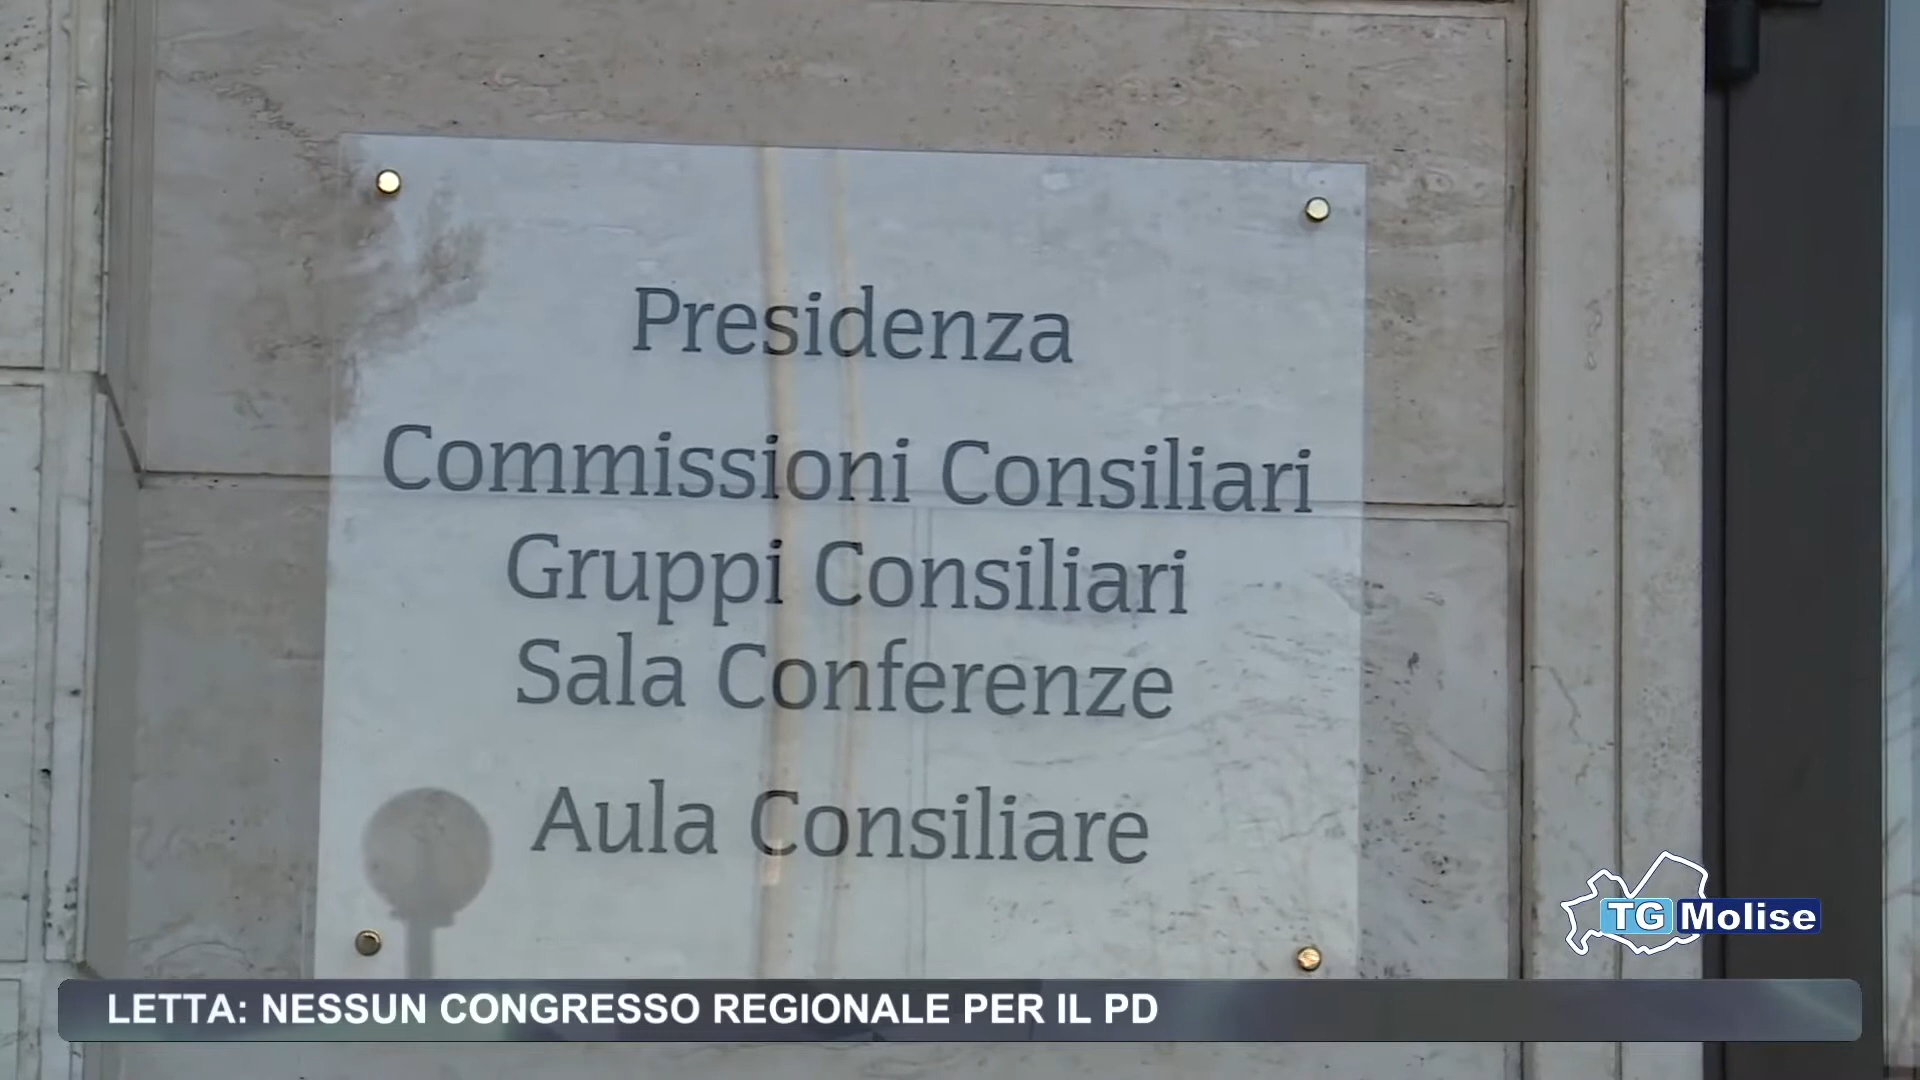 Presidenza
Commissioni Consiliari
Gruppi Consiliari
Sala Conferenze
Aula Consiliare
TG Molise
LETTA: NESSUN CONGRESSO REGIONALE PER IL PD